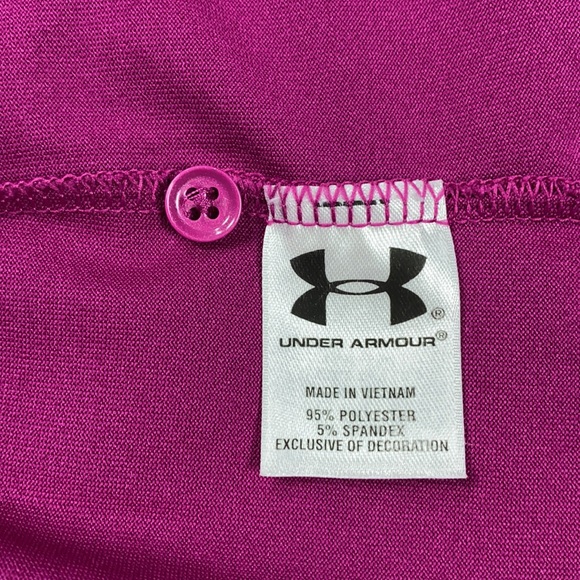 ®
UNDER ARMOUR®
MADE IN VIETNAM
95% POLYESTER
5% SPANDEX
EXCLUSIVE OF DECORATION